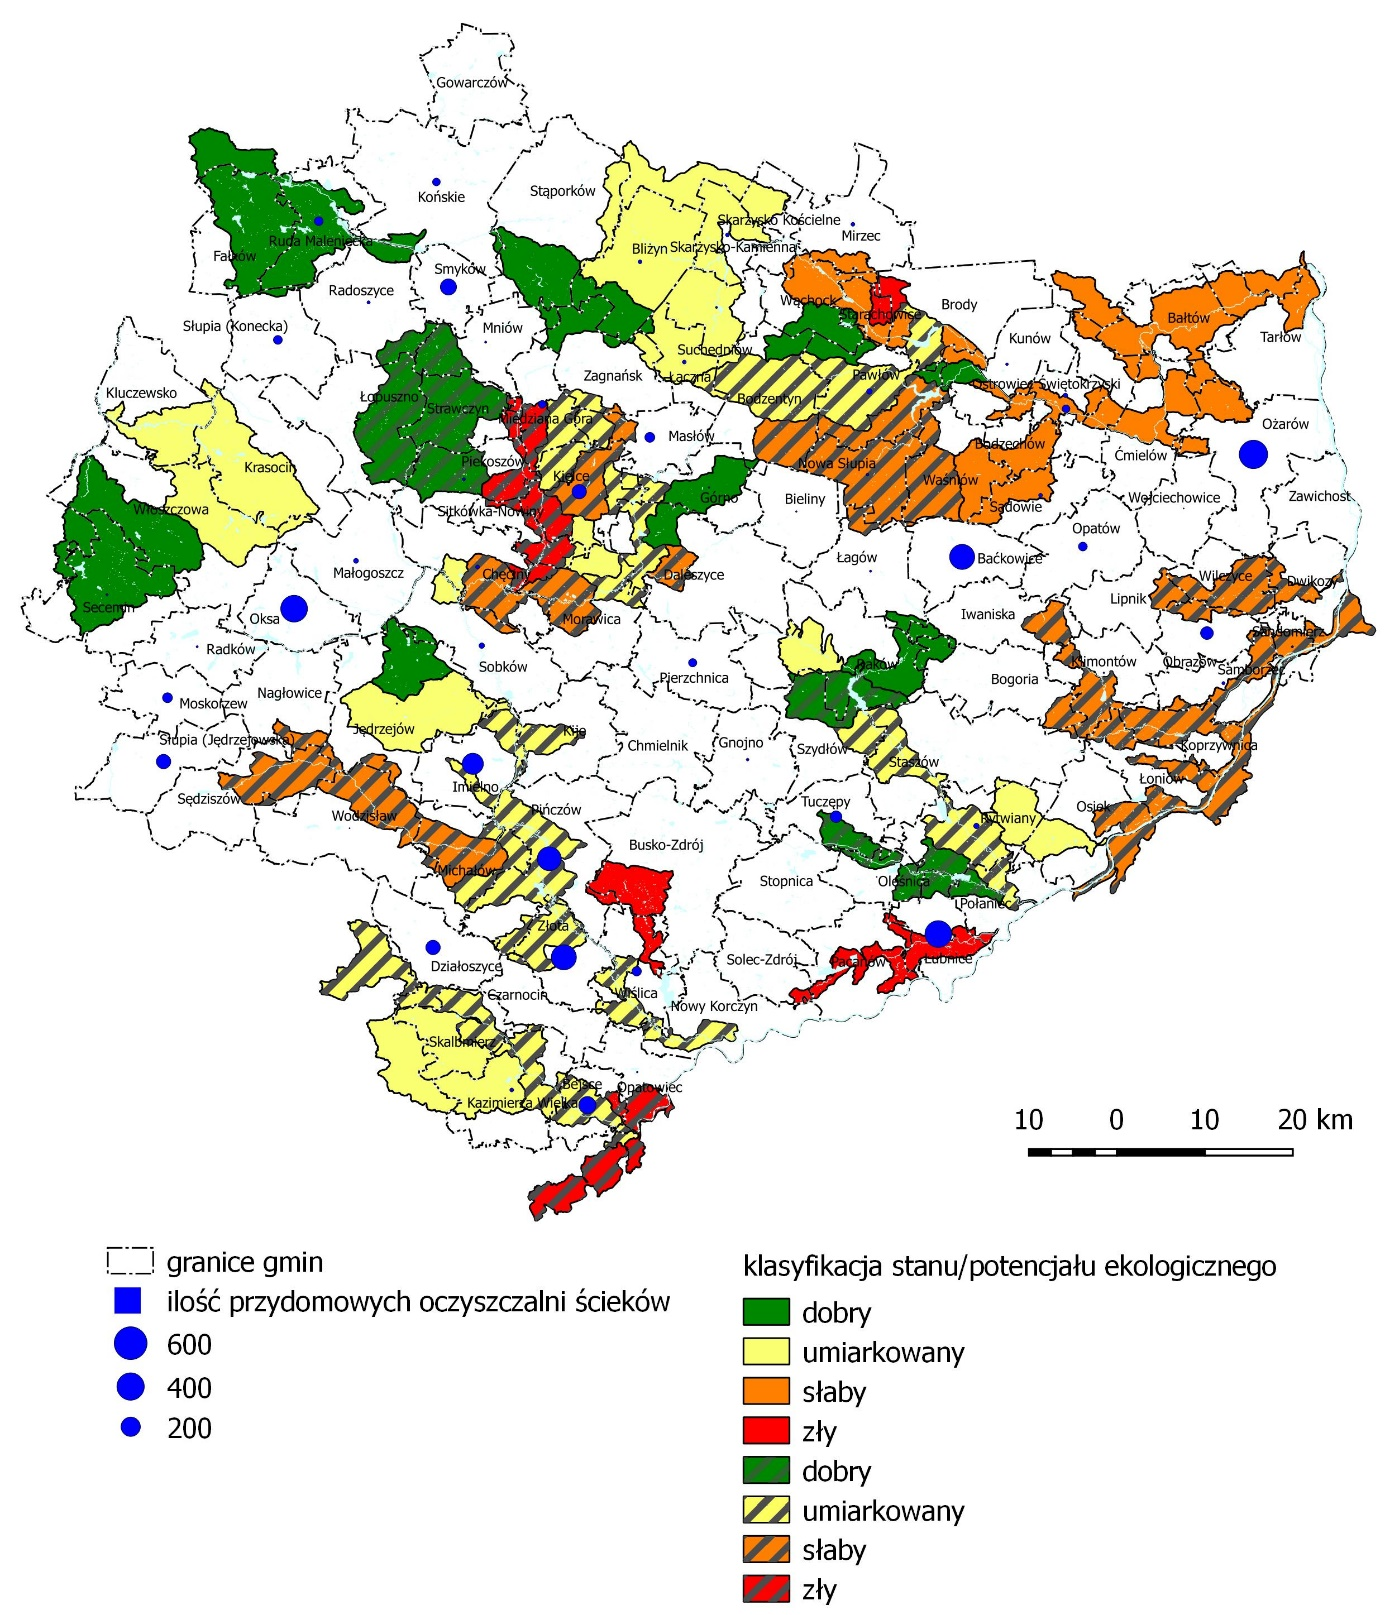 Gowarczów
Końskie
Stąporków
Skarżysko Kościelne
Mirzec
Bliżyn
Skarżysko-Kamienna
Ruda Maleniecka
Fałków
Smyków
Radoszyce
Wąchock
Starachowice
Brody
Bałtów
Słupia (Konecka)
Mniów
Kunów
Tarłów
Suchedniów
Łączna
Zagnańsk
Pawłów
Ostrowiec Świętokrzyski
Kluczewsko
Łopuszno
Strawczyn
Bodzentyn
Miedziana Góra
Masłów
Ożarów
Bodzechów
Ćmielów
Krasocin
Piekoszów
Kielce
Nowa Słupia
Waśniów
Górno
Bieliny
Wojciechowice
Zawichost
Włoszczowa
Sitkówka-Nowiny
Sadowie
Opatów
Łagów
Baćkowice
Małogoszcz
Chęciny
Daleszyce
Wilczyce
Dwikozy
Secemin
Oksa
Morawica
Iwaniska
Lipnik
Sandomierz
Radków
Sobków
Raków
Klimontów
Obrazów
Samborzec
Pierzchnica
Bogoria
Nagłowice
Moskorzew
Jędrzejów
Kije
Słupia (Jędrzejowska)
Chmielnik
Gnojno
Szydłów
Staszów
Koprzywnica
Łoniów
Imielno
Sędziszów
Wodzisław
Pińczów
Tuczępy
Rytwiany
Osiek
Busko-Zdrój
Michałów
Stopnica
Oleśnica
Połaniec
Złota
Działoszyce
Solec-Zdrój
Pacanów
Łubnice
Czarnocin
Wiślica
Nowy Korczyn
Skalbmierz
Bejsce
Opatowiec
Kazimierza Wielka
10 0 10 20 km
granice gmin
ilość przydomowych oczyszczalni ścieków
600
400
200
klasyfikacja stanu/potencjału ekologicznego
dobry
umiarkowany
słaby
zły
dobry
umiarkowany
słaby
zły